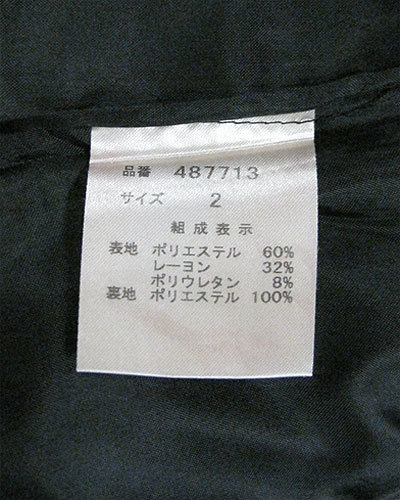 品番 487713
サイズ 2
組成表示
表地 ポリエステル 60%
レーヨン 32%
ポリウレタン 8%
裏地 ポリエステル 100%